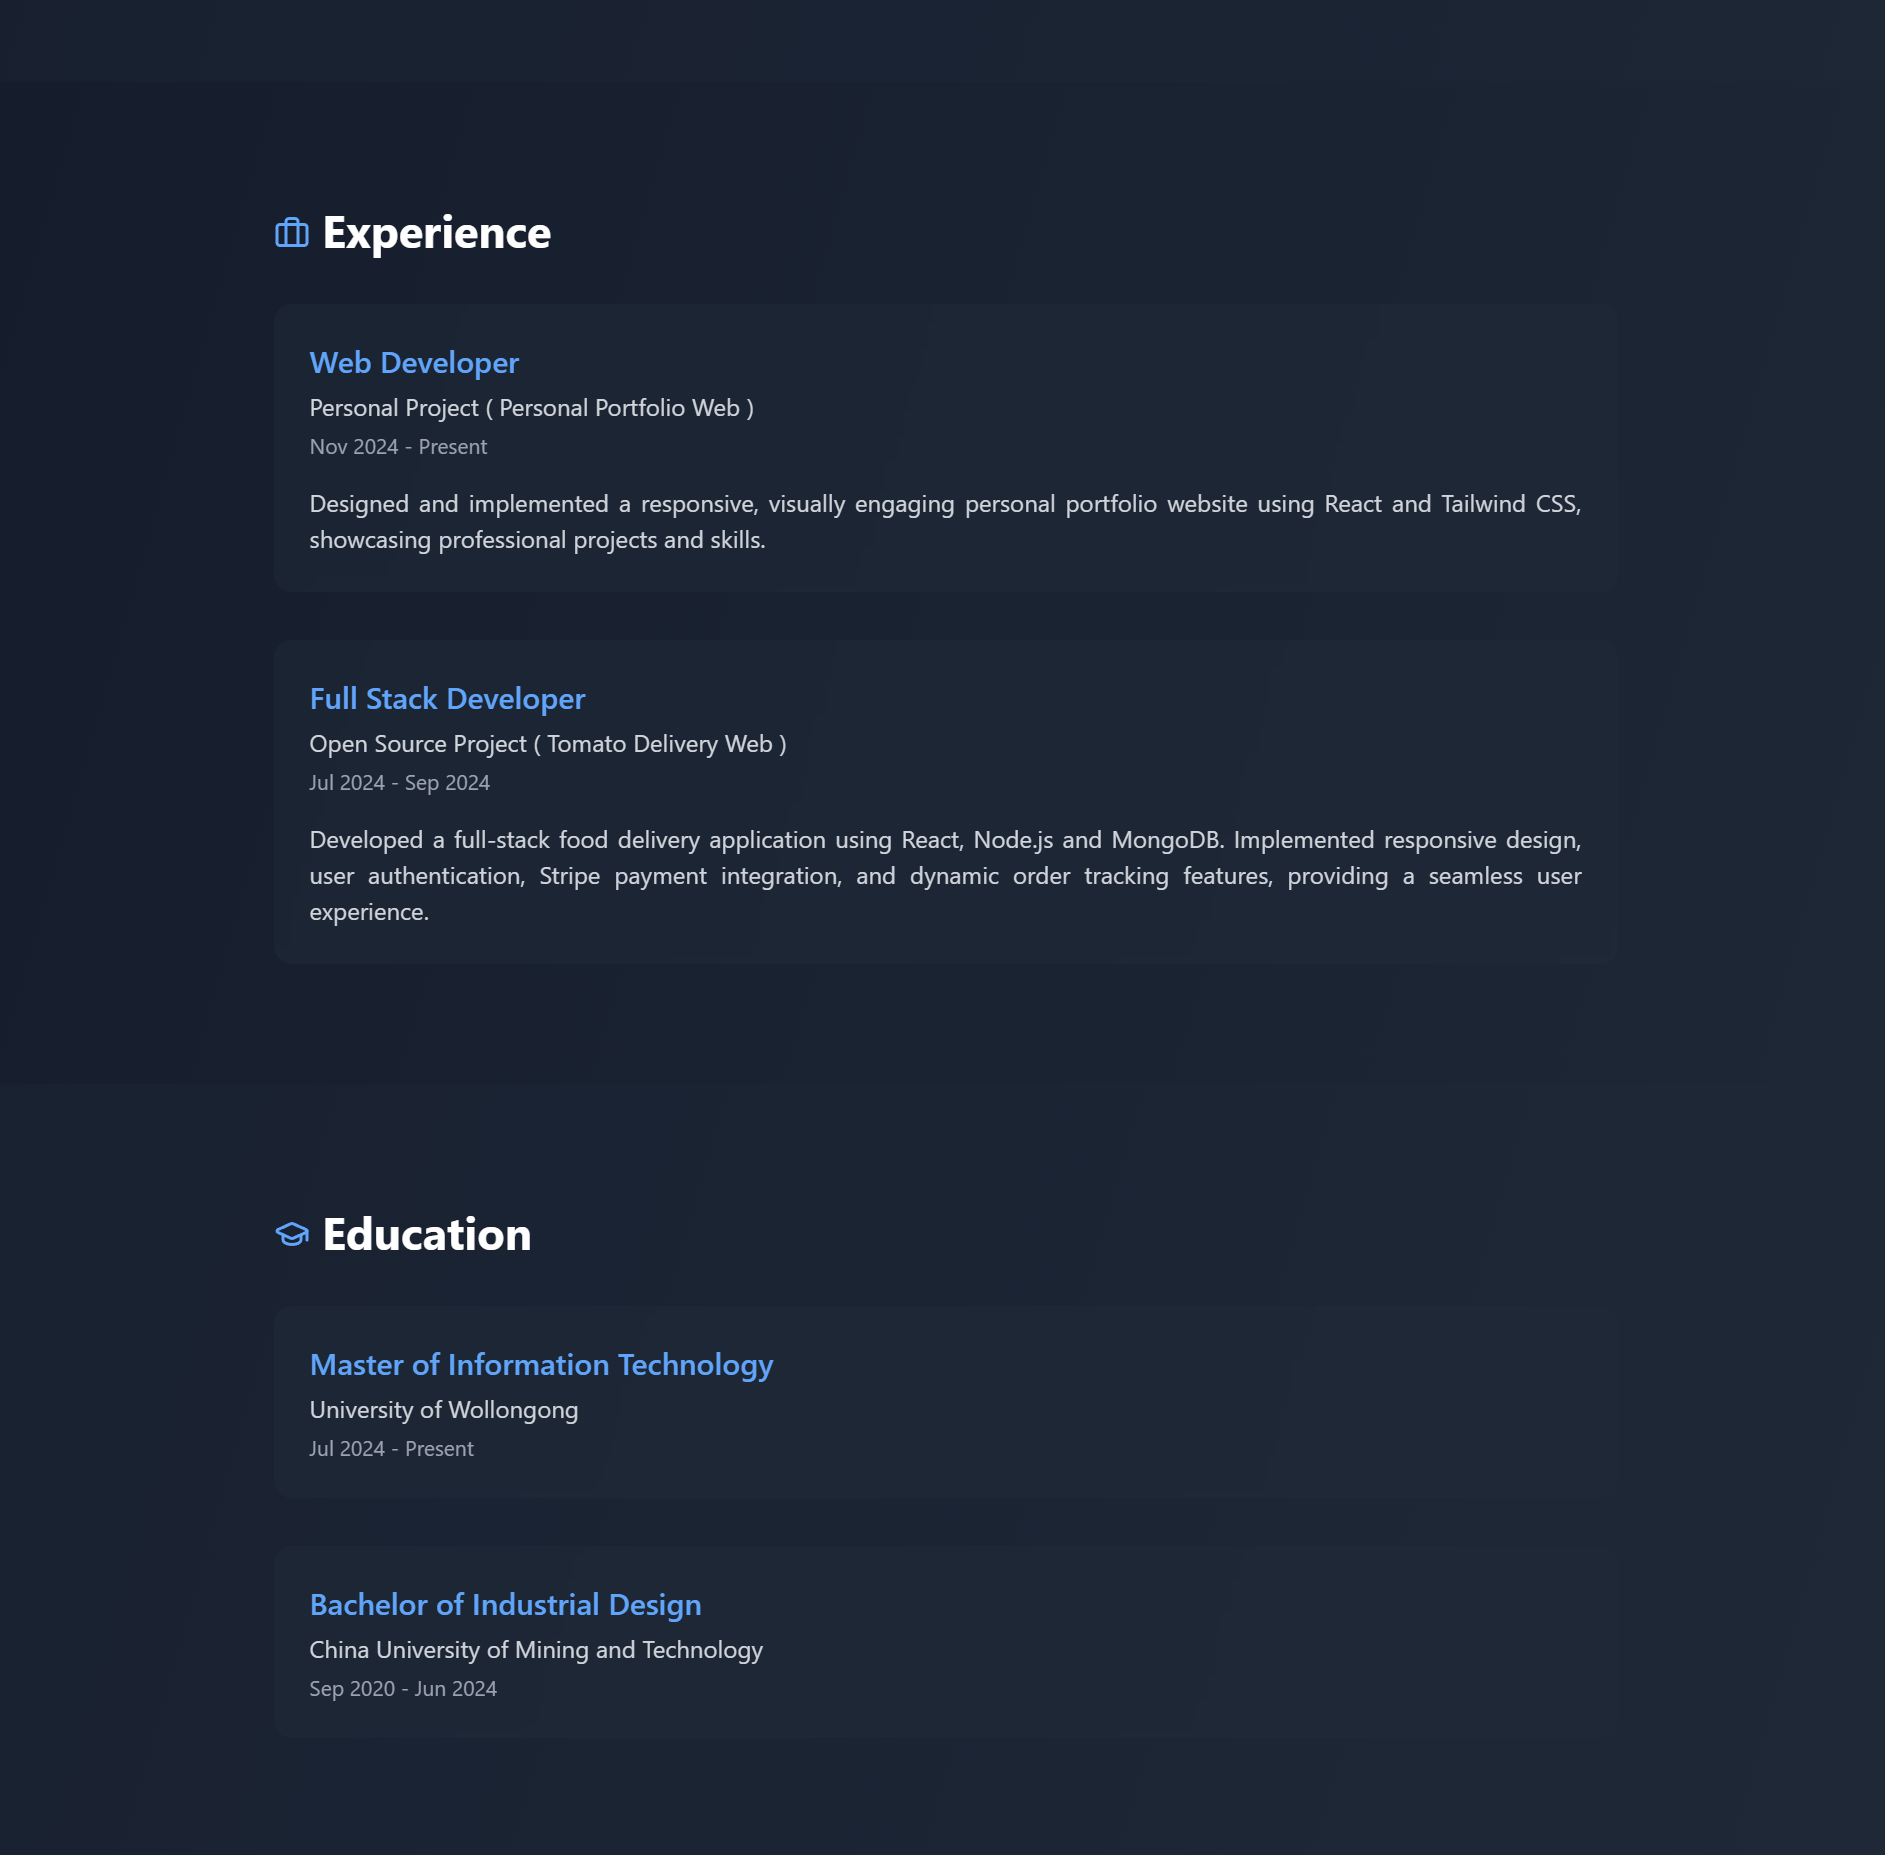 Experience
Web Developer
Personal Project ( Personal Portfolio Web )
Nov 2024 - Present
Designed and implemented a responsive, visually engaging personal portfolio website using React and Tailwind CSS,
showcasing professional projects and skills.
Full Stack Developer
Open Source Project ( Tomato Delivery Web )
Jul 2024 - Sep 2024
Developed a full-stack food delivery application using React, Node.js and MongoDB. Implemented responsive design,
user authentication, Stripe payment integration, and dynamic order tracking features, providing a seamless user
experience.
Education
Master of Information Technology
University of Wollongong
Jul 2024 - Present
Bachelor of Industrial Design
China University of Mining and Technology
Sep 2020 - Jun 2024